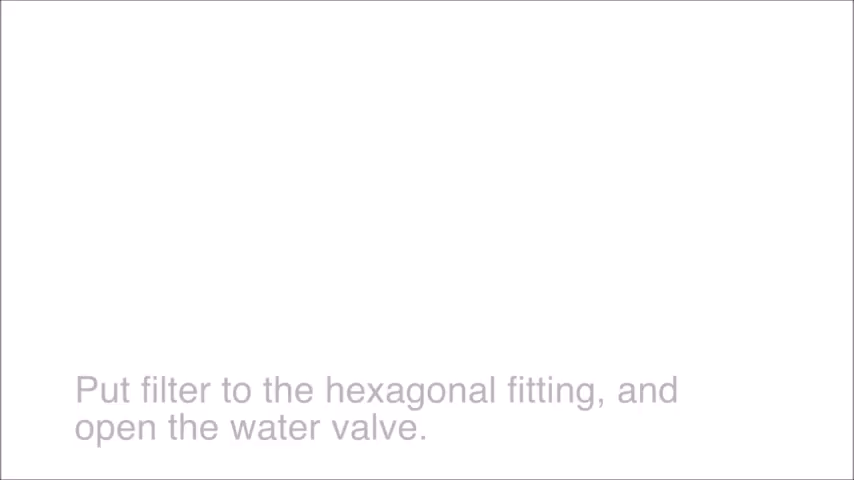 Put filter to the hexagonal fitting, and
open the water valve.